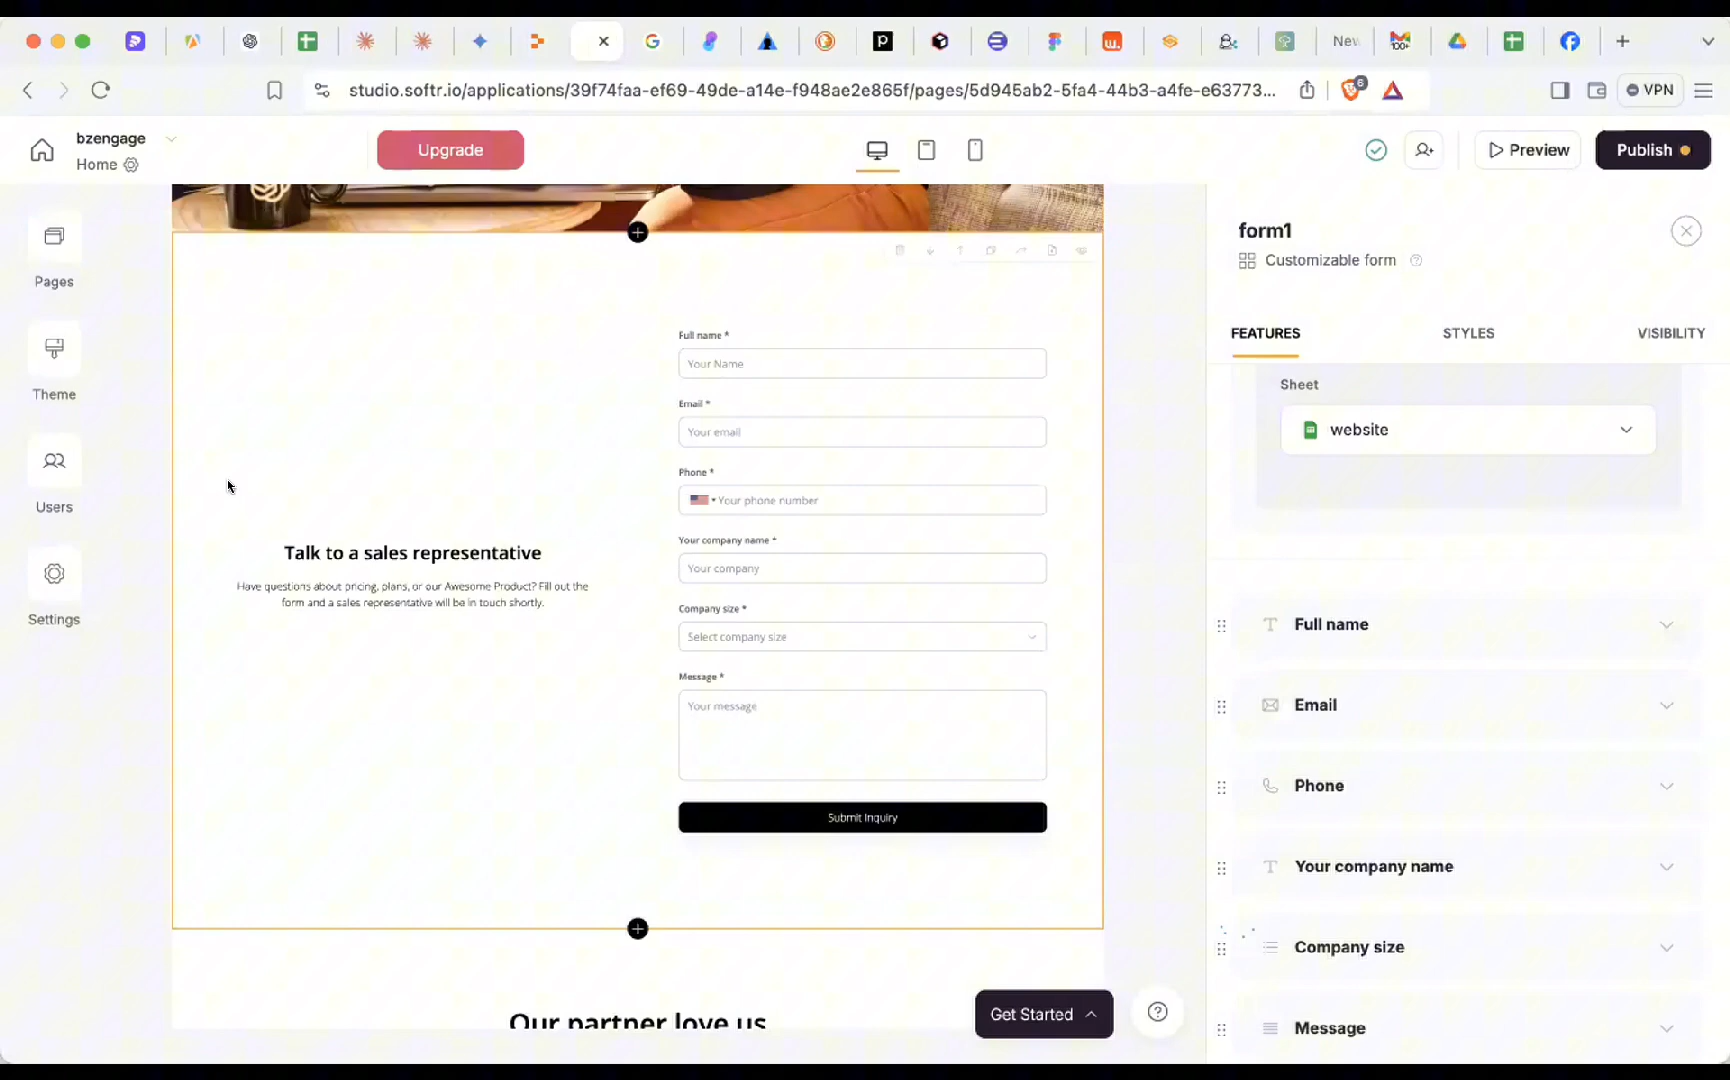 New
100+
studio.softr.io/applications/39f74faa-ef69-49de-a14e-f948ae2e865f/pages/5d945ab2-5fa4-44b3-a4fe-e63773...
6
VPN
bzengage
Home
Upgrade
Preview
Publish
Pages
Theme
Users
Settings
Full name *
Your Name
Email *
Your email
Phone *
Your phone number
Your company name *
Your company
Company size *
Select company size
Message *
Your message
Submit Inquiry
Talk to a sales representative
Have questions about pricing, plans, or our Awesome Product? Fill out the
form and a sales representative will be in touch shortly.
Our partner love us
Get Started
form1
Customizable form
FEATURES
STYLES
VISIBILITY
Sheet
website
Full name
Email
Phone
Your company name
Company size
Message